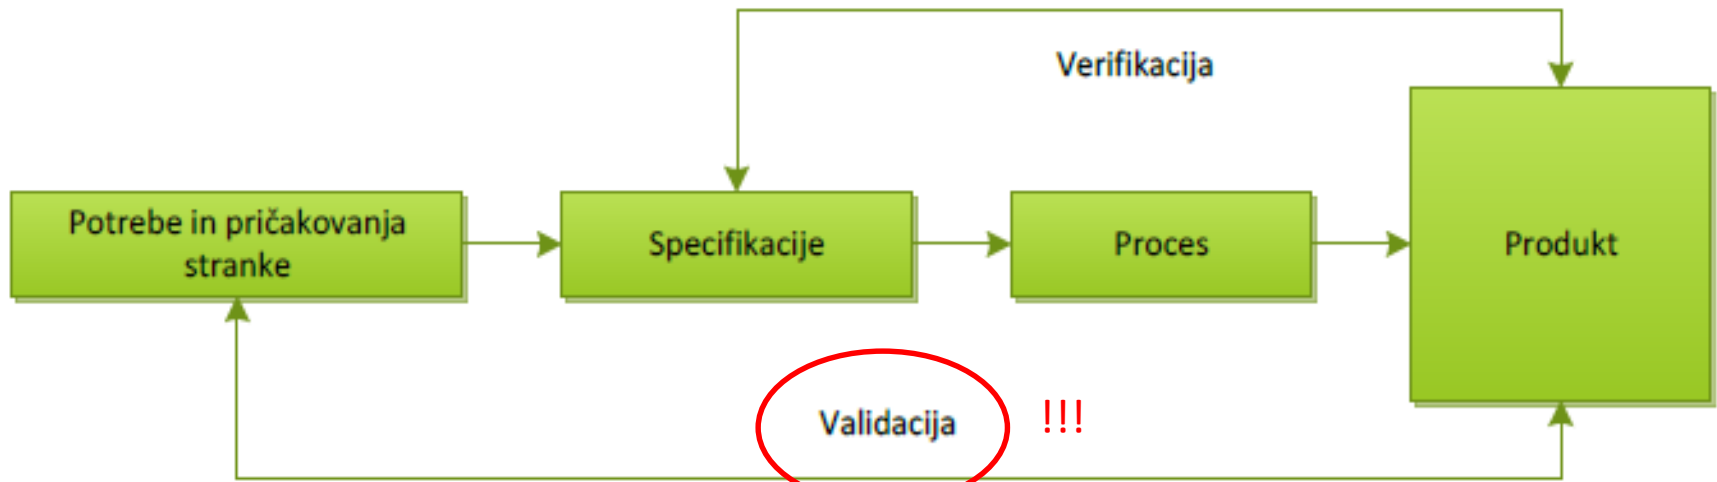 Verifikacija
Potrebe in pričakovanja
stranke
Specifikacije
Proces
Produkt
Validacija
!!!